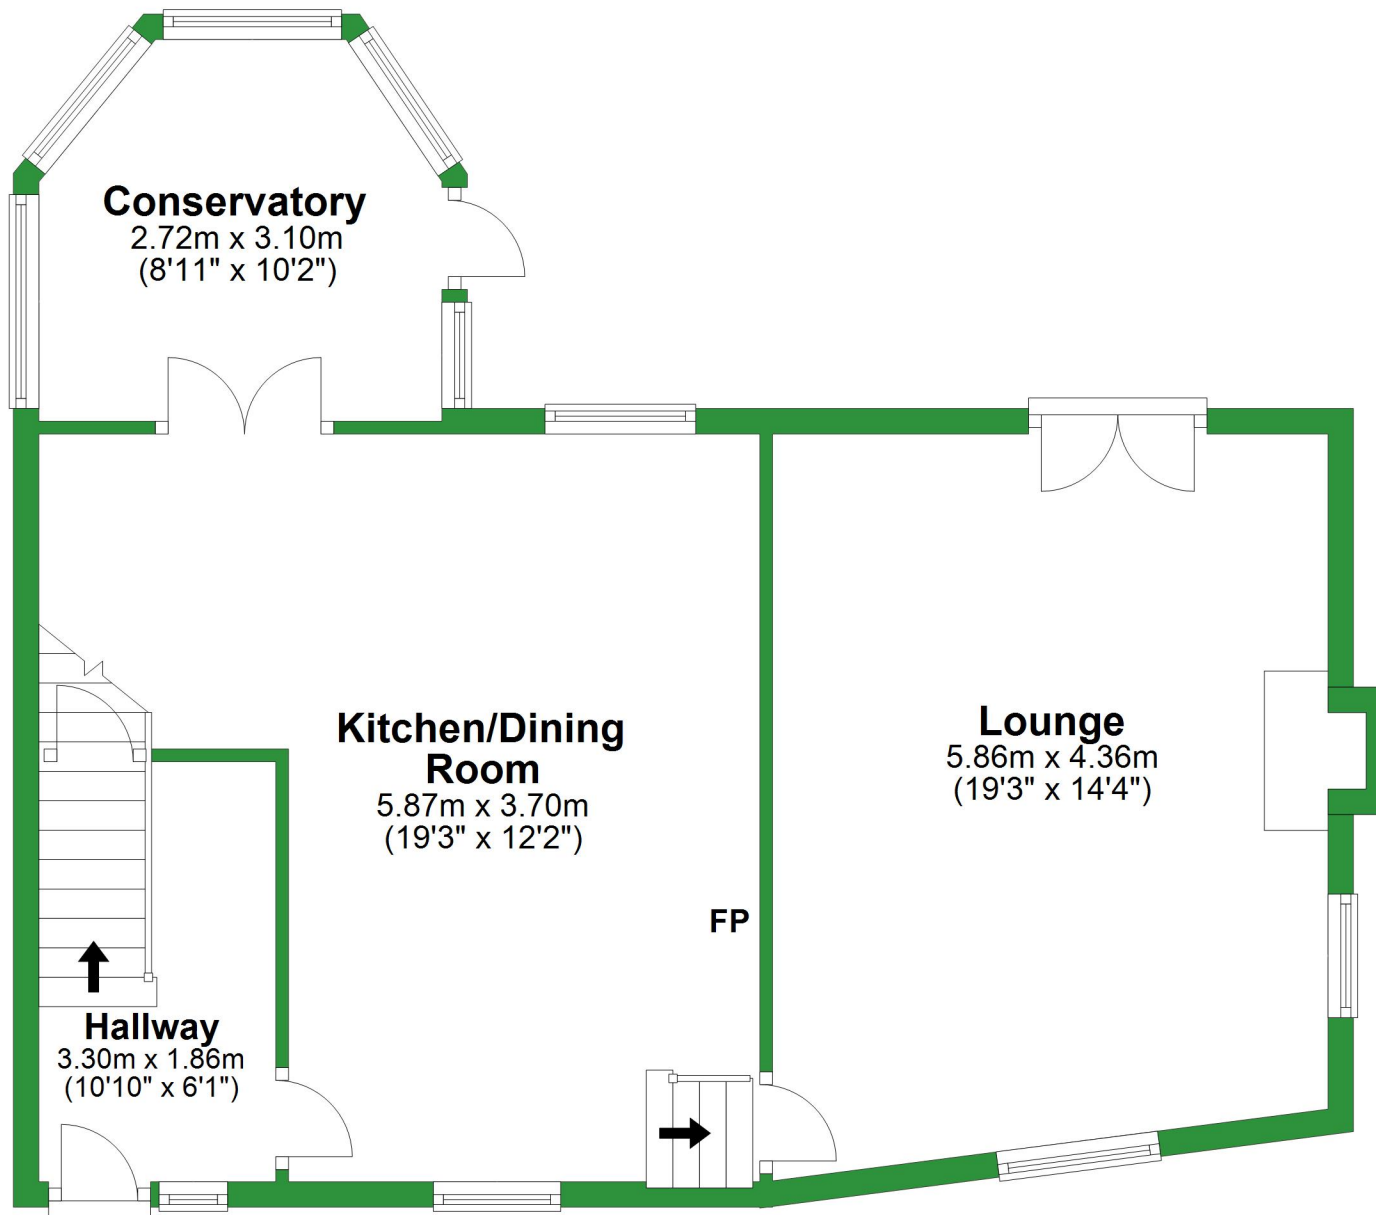 Conservatory
2.72m x 3.10m
(8'11" x 10'2")
Kitchen/Dining
Room
5.87m x 3.70m
(19'3" x 12'2")
Lounge
5.86m x 4.36m
(19'3" x 14'4")
FP
Hallway
3.30m x 1.86m
(10'10" x 6'1")